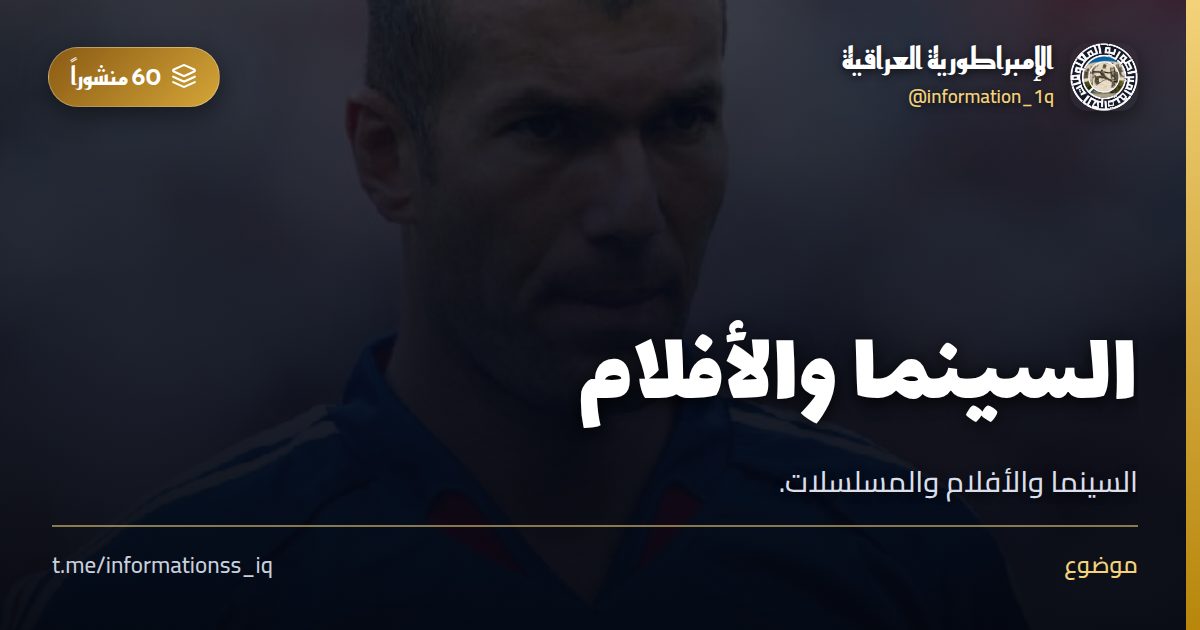 الإمبراطورية العراقية
@information_1q
60 منشوراً
السينما والأفلام
السينما والأفلام والمسلسلات.
موضوع
t.me/informationss_iq